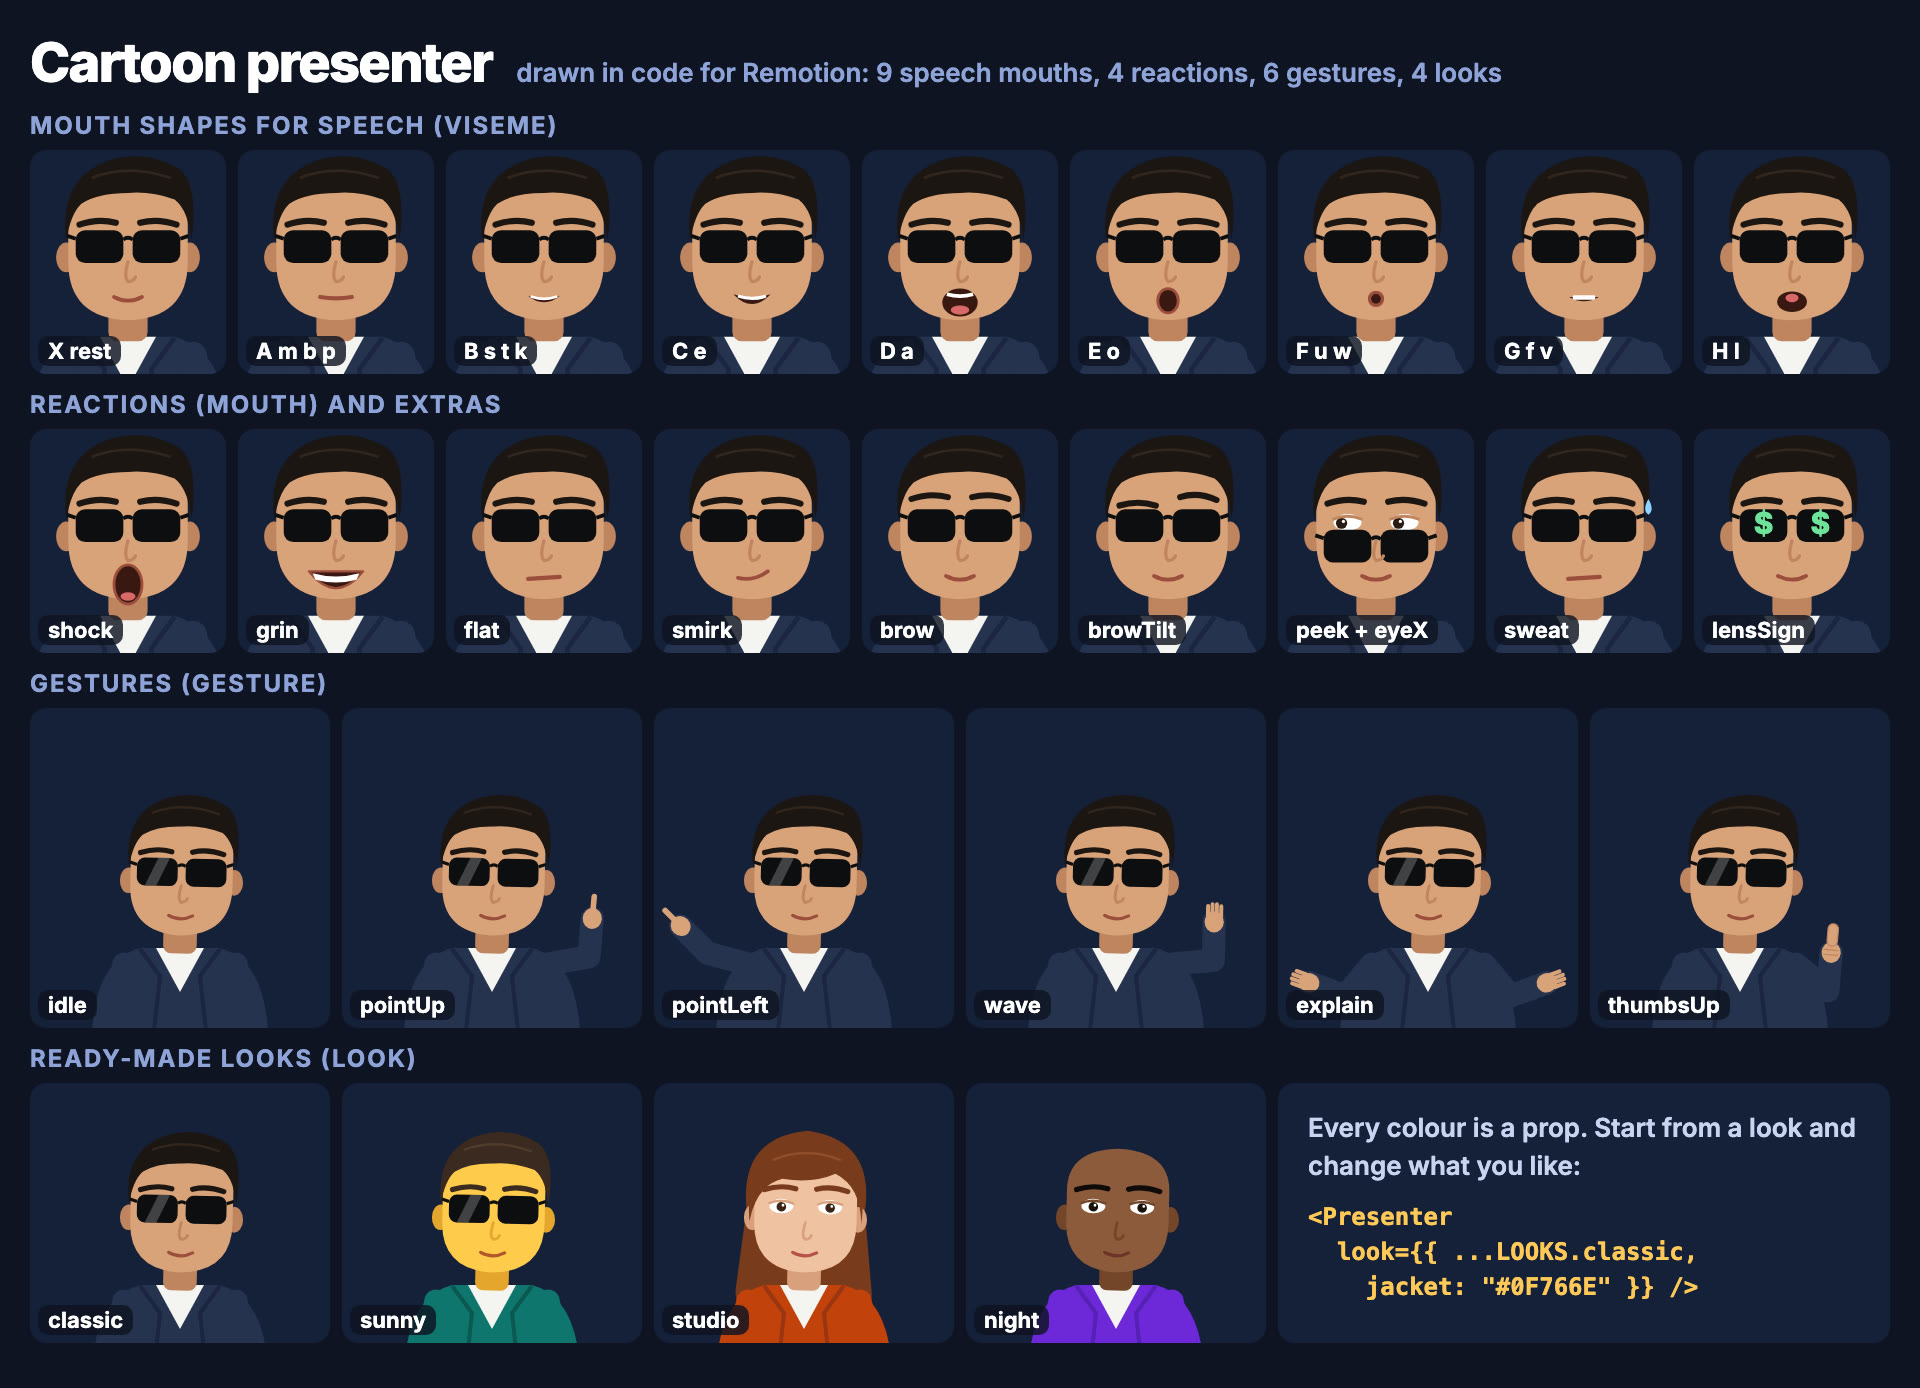 Cartoon presenter drawn in code for Remotion: 9 speech mouths, 4 reactions, 6 gestures, 4 looks
MOUTH SHAPES FOR SPEECH (VISEME)
X rest
A m b p
B s t k
C e
D a
E o
F u w
G f v
H l
REACTIONS (MOUTH) AND EXTRAS
shock
grin
flat
smirk
brow
browTilt
peek + eyeX
sweat
$ $
lensSign
GESTURES (GESTURE)
idle
pointUp
pointLeft
wave
explain
thumbsUp
READY-MADE LOOKS (LOOK)
classic
sunny
studio
night
Every colour is a prop. Start from a look and
change what you like:
<Presenter
look={{ ...LOOKS.classic,
jacket: "#0F766E" }} />